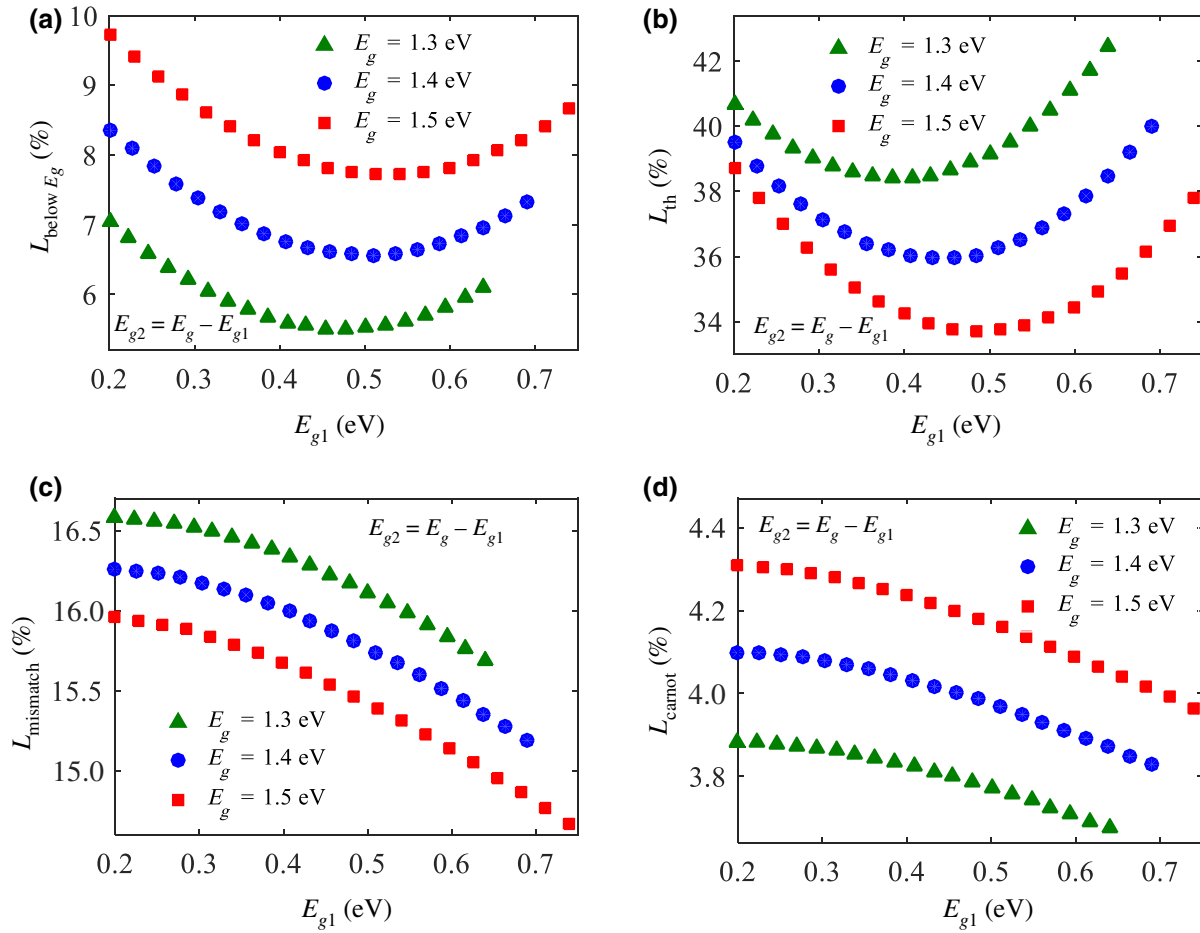 (a)
10
9
8
7
6
L_below E_g (%)
E_g = 1.3 eV
E_g = 1.4 eV
E_g = 1.5 eV
E_g2 = E_g − E_g1
0.2 0.3 0.4 0.5 0.6 0.7
E_g1 (eV)
(b)
42
40
38
36
34
L_th (%)
E_g = 1.3 eV
E_g = 1.4 eV
E_g = 1.5 eV
E_g2 = E_g − E_g1
0.2 0.3 0.4 0.5 0.6 0.7
E_g1 (eV)
(c)
16.5
16.0
15.5
15.0
L_mismatch (%)
E_g2 = E_g − E_g1
E_g = 1.3 eV
E_g = 1.4 eV
E_g = 1.5 eV
0.2 0.3 0.4 0.5 0.6 0.7
E_g1 (eV)
(d)
4.4
4.2
4.0
3.8
L_carnot (%)
E_g2 = E_g − E_g1
E_g = 1.3 eV
E_g = 1.4 eV
E_g = 1.5 eV
0.2 0.3 0.4 0.5 0.6 0.7
E_g1 (eV)